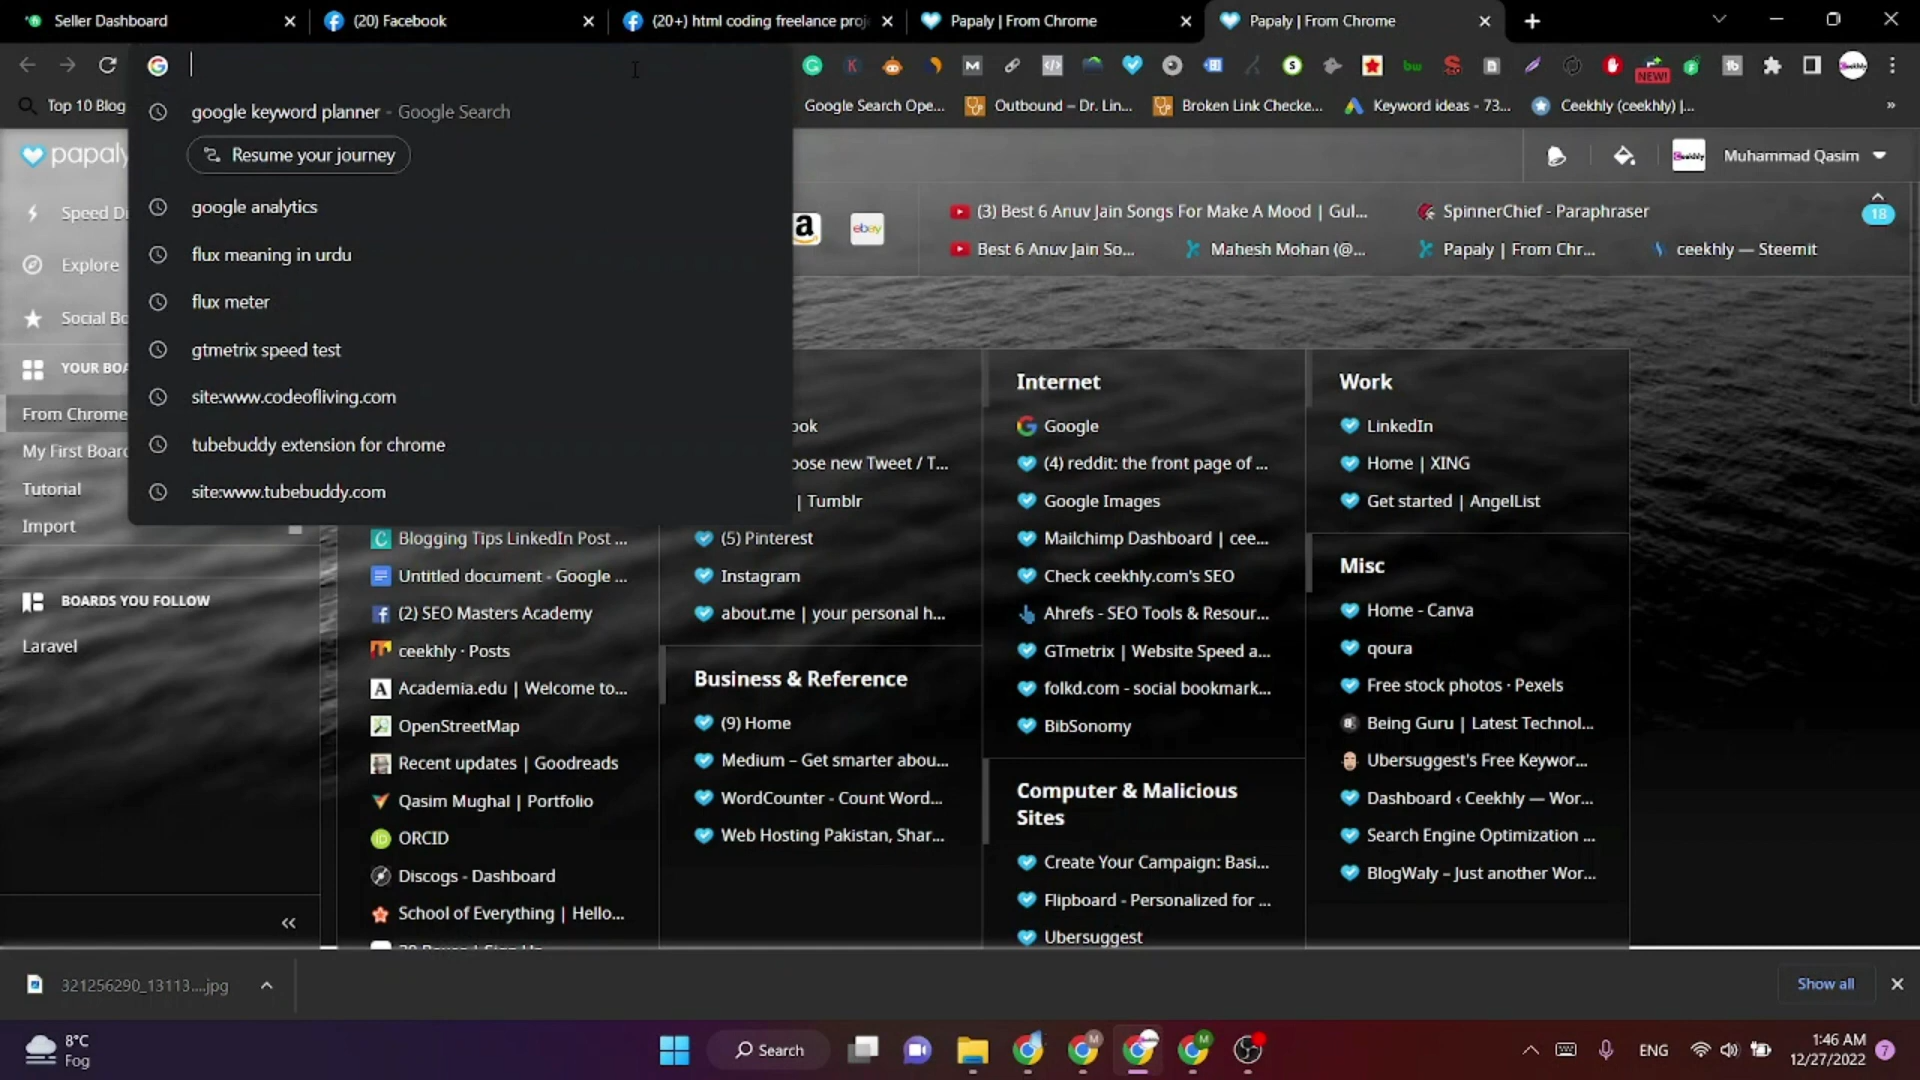 Seller Dashboard
(20) Facebook
(20+) html coding freelance proj
Papaly | From Chrome
Papaly | From Chrome
Top 10 Blog
Google Search Ope...
Outbound – Dr. Lin...
Broken Link Checke...
Keyword ideas - 73...
Ceekhly (ceekhly) |...
NEW!
google keyword planner - Google Search
Resume your journey
google analytics
flux meaning in urdu
flux meter
gtmetrix speed test
site:www.codeofliving.com
tubebuddy extension for chrome
site:www.tubebuddy.com
papaly
Muhammad Qasim
Speed Di
Explore
Social Bo
YOUR BOA
From Chrome
My First Board
Tutorial
Import
BOARDS YOU FOLLOW
Laravel
ebay
(3) Best 6 Anuv Jain Songs For Make A Mood | Gul...
SpinnerChief - Paraphraser
18
Best 6 Anuv Jain So...
Mahesh Mohan (@...
Papaly | From Chr...
ceekhly — Steemit
Blogging Tips LinkedIn Post ...
Untitled document - Google ...
(2) SEO Masters Academy
ceekhly · Posts
Academia.edu | Welcome to...
OpenStreetMap
Recent updates | Goodreads
Qasim Mughal | Portfolio
ORCID
Discogs - Dashboard
School of Everything | Hello...
ook
oose new Tweet / T...
| Tumblr
(5) Pinterest
Instagram
about.me | your personal h...
Business & Reference
(9) Home
Medium – Get smarter abou...
WordCounter - Count Word...
Web Hosting Pakistan, Shar...
Internet
Google
(4) reddit: the front page of ...
Google Images
Mailchimp Dashboard | cee...
Check ceekhly.com's SEO
Ahrefs - SEO Tools & Resour...
GTmetrix | Website Speed a...
folkd.com - social bookmark...
BibSonomy
Computer & Malicious
Sites
Create Your Campaign: Basi...
Flipboard - Personalized for ...
Ubersuggest
Work
LinkedIn
Home | XING
Get started | AngelList
Misc
Home - Canva
qoura
Free stock photos · Pexels
Being Guru | Latest Technol...
Ubersuggest's Free Keywor...
Dashboard ‹ Ceekhly — Wor...
Search Engine Optimization ...
BlogWaly – Just another Wor...
321256290_13113....jpg
Show all
8°C
Fog
Search
ENG
1:46 AM
12/27/2022
7